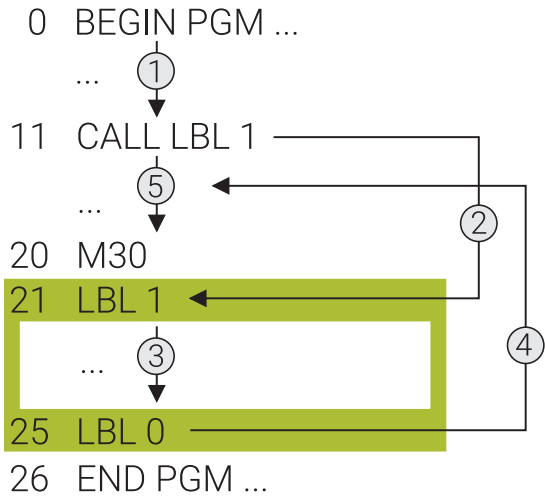 0 BEGIN PGM ...
... 1
11 CALL LBL 1
5
... 2
20 M30
21 LBL 1
... 3 4
25 LBL 0
26 END PGM ...